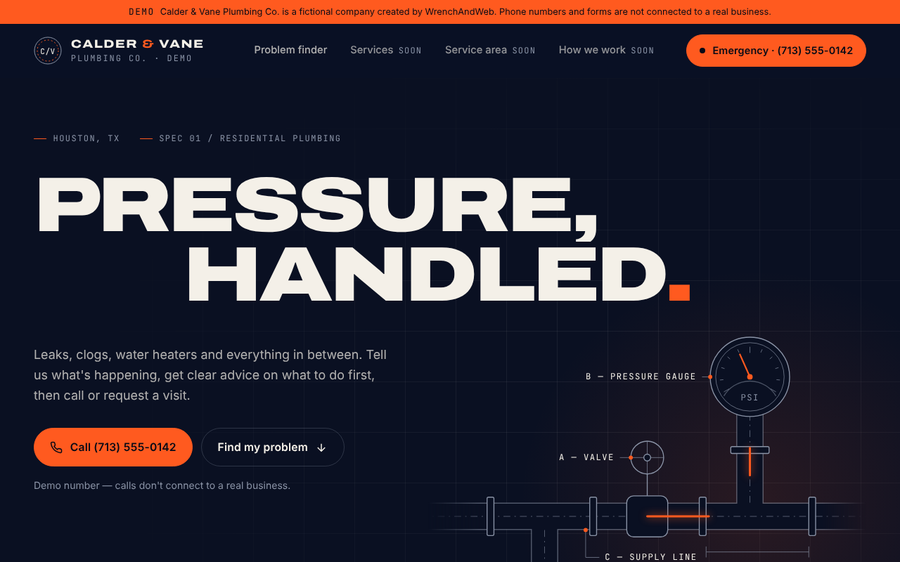 DEMO Calder & Vane Plumbing Co. is a fictional company created by WrenchAndWeb. Phone numbers and forms are not connected to a real business.
C/V
CALDER & VANE
PLUMBING CO. · DEMO
Problem finder
Services SOON
Service area SOON
How we work SOON
Emergency · (713) 555-0142
HOUSTON, TX
SPEC 01 / RESIDENTIAL PLUMBING
PRESSURE,
HANDLED.
Leaks, clogs, water heaters and everything in between. Tell
us what's happening, get clear advice on what to do first,
then call or request a visit.
B — PRESSURE GAUGE
PSI
Call (713) 555-0142
Find my problem ↓
A — VALVE
Demo number — calls don't connect to a real business.
C — SUPPLY LINE